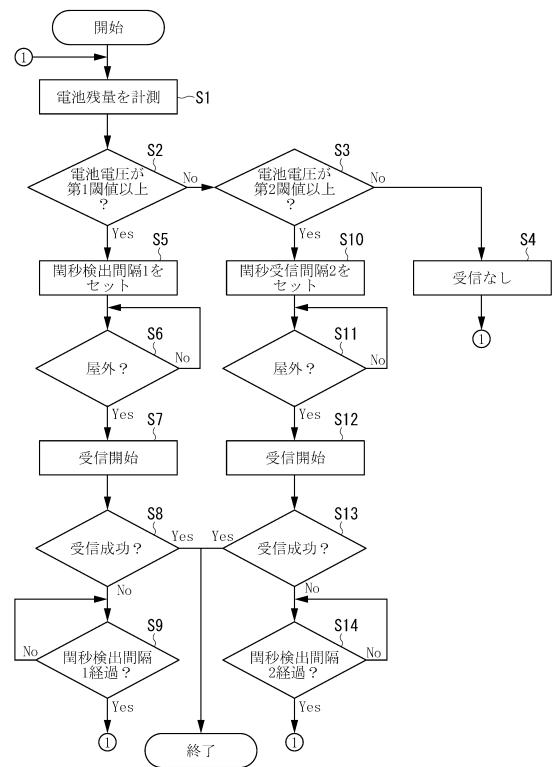 開始
①
電池残量を計測
S1
S2
電池電圧が
第1閾値以上
?
No
Yes
S3
電池電圧が
第2閾値以上
?
No
Yes
S4
受信なし
①
S5
閏秒検出間隔1を
セット
S10
閏秒受信間隔2を
セット
S6
屋外?
No
Yes
S11
屋外?
No
Yes
S7
受信開始
S12
受信開始
S8
受信成功?
Yes
No
S13
受信成功?
Yes
No
S9
閏秒検出間隔
1経過?
No
Yes
①
S14
閏秒検出間隔
2経過?
No
Yes
①
終了